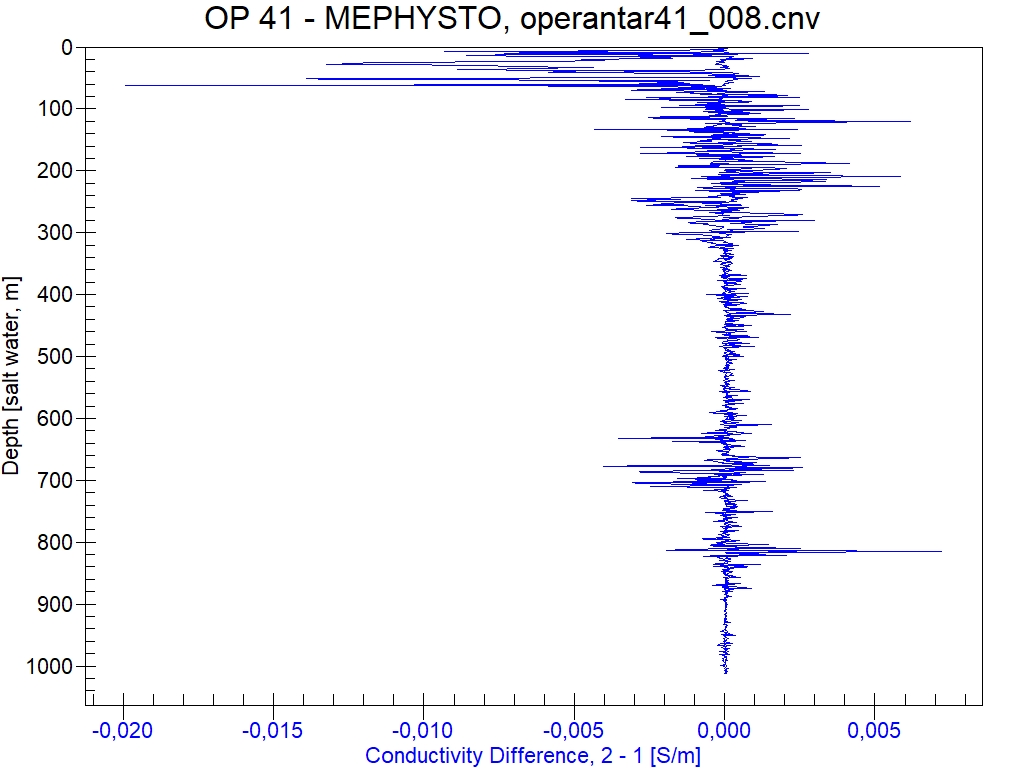 OP 41 - MEPHYSTO, operantar41_008.cnv
0
100
200
300
400
500
600
700
800
900
1000
Depth [salt water, m]
-0,020 -0,015 -0,010 -0,005 0,000 0,005
Conductivity Difference, 2 - 1 [S/m]